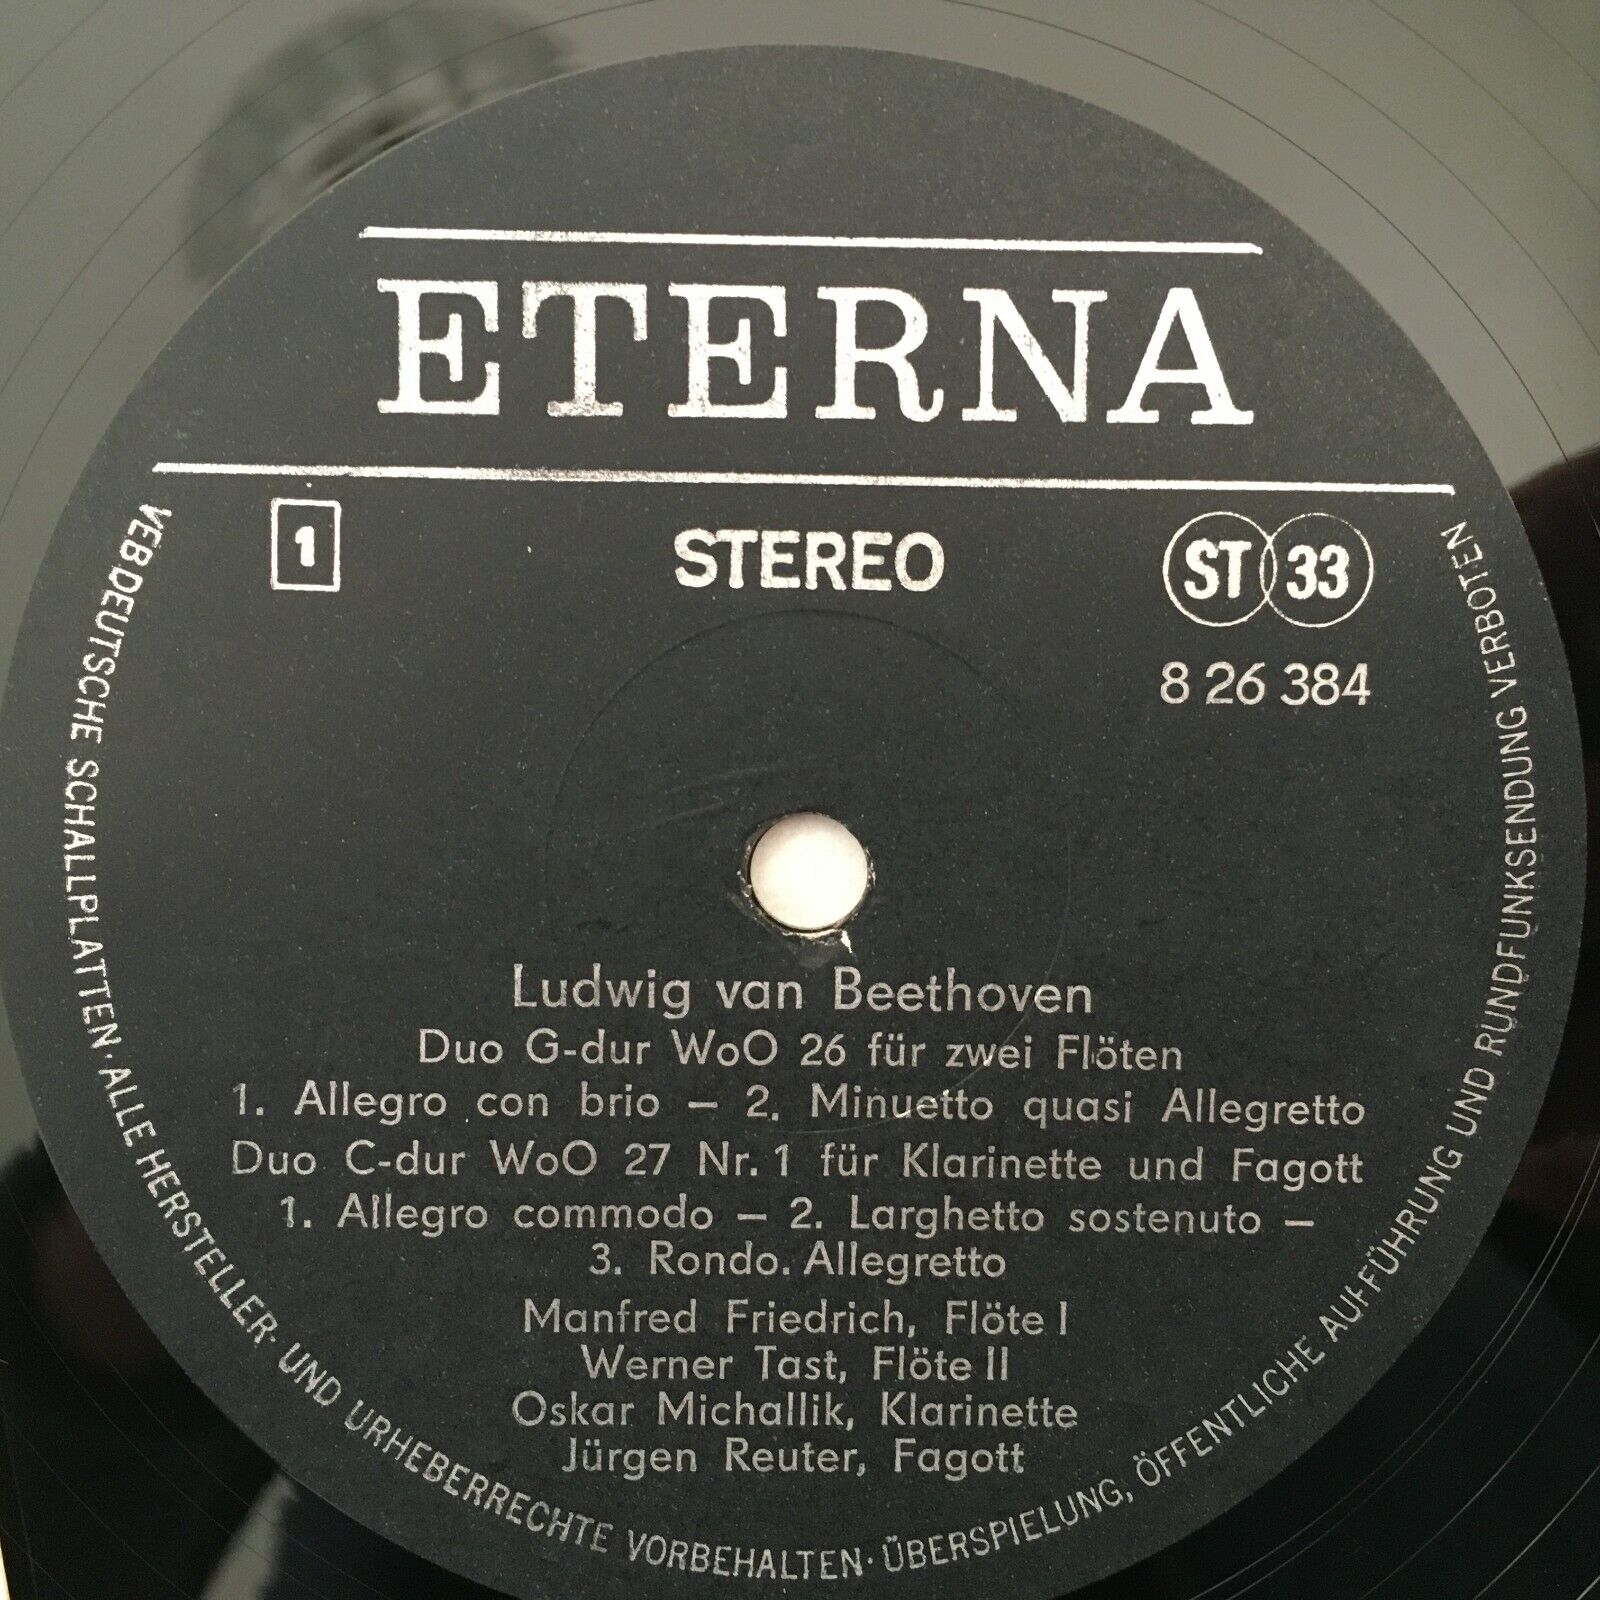 ETERNA
1
STEREO
ST 33
8 26 384
Ludwig van Beethoven
Duo G-dur WoO 26 für zwei Flöten
1. Allegro con brio – 2. Minuetto quasi Allegretto
Duo C-dur WoO 27 Nr. 1 für Klarinette und Fagott
1. Allegro commodo – 2. Larghetto sostenuto –
3. Rondo. Allegretto
Manfred Friedrich, Flöte I
Werner Tast, Flöte II
Oskar Michallik, Klarinette
Jürgen Reuter, Fagott
VEB DEUTSCHE SCHALLPLATTEN · ALLE HERSTELLER- UND URHEBERRECHTE VORBEHALTEN · ÜBERSPIELUNG, ÖFFENTLICHE AUFFÜHRUNG UND RUNDFUNKSENDUNG VERBOTEN